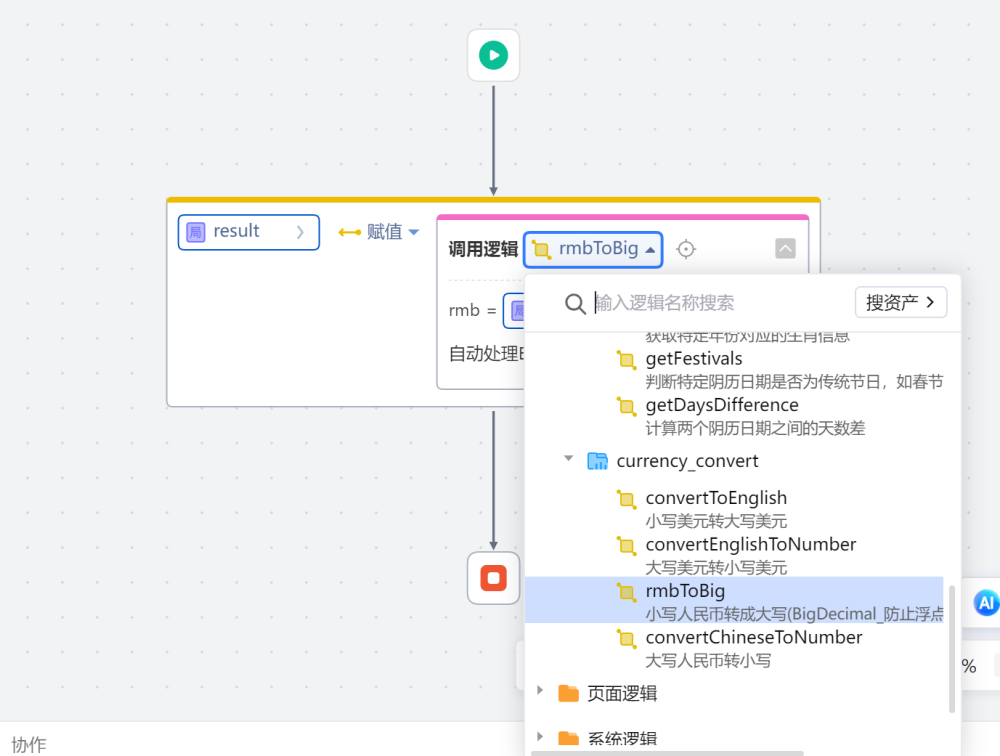 局 result
赋值
调用逻辑 rmbToBig
输入逻辑名称搜索
搜资产
rmb = 局
自动处理
获取特定年份对应的生肖信息
getFestivals
判断特定阴历日期是否为传统节日，如春节
getDaysDifference
计算两个阴历日期之间的天数差
currency_convert
convertToEnglish
小写美元转大写美元
convertEnglishToNumber
大写美元转小写美元
rmbToBig
小写人民币转成大写(BigDecimal_防止浮点
convertChineseToNumber
大写人民币转小写
页面逻辑
系统逻辑
AI
%
协作